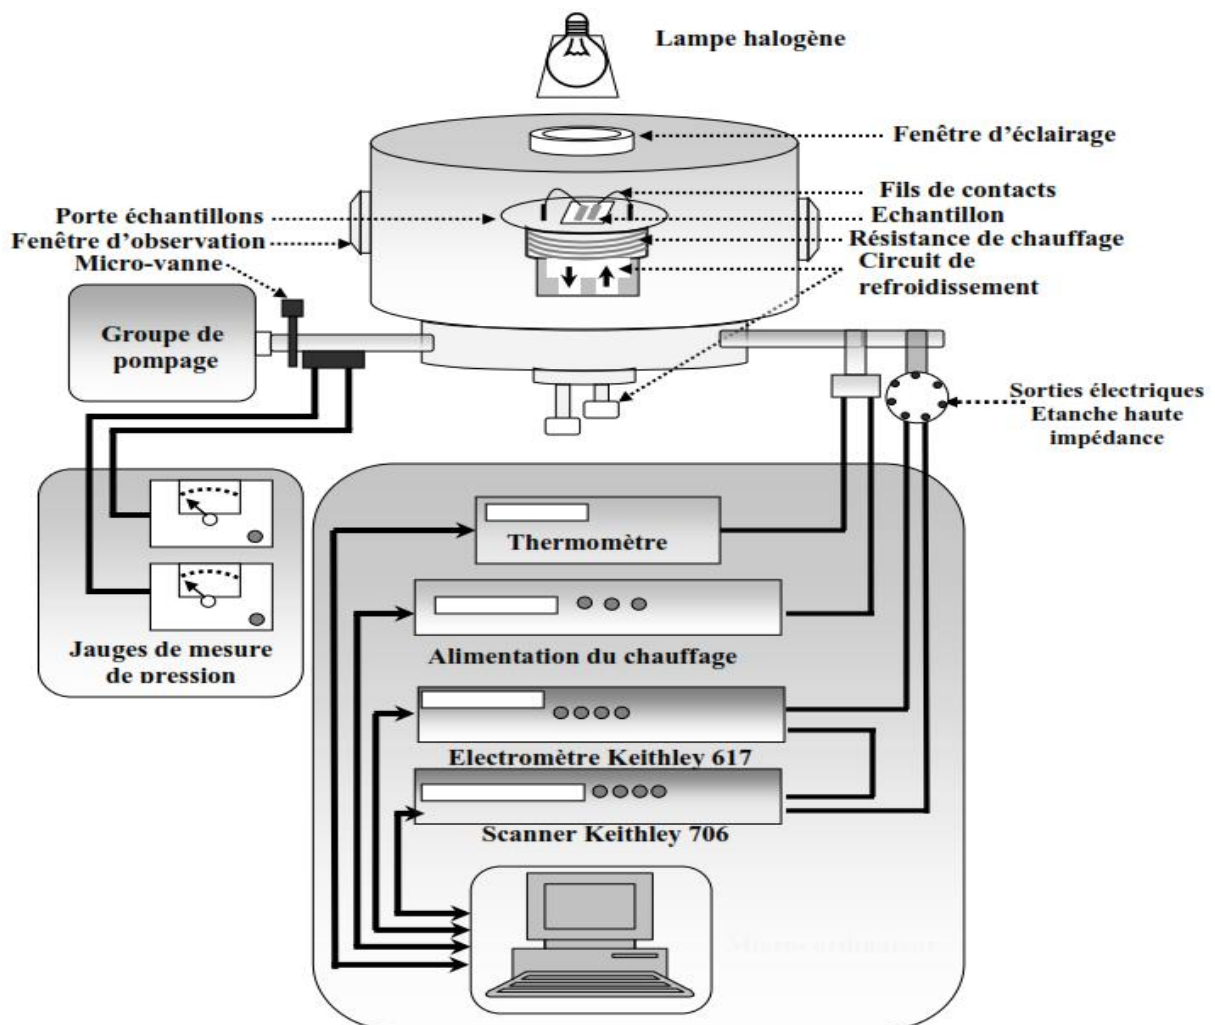 Lampe halogène
Fenêtre d'éclairage
Fils de contacts
Porte échantillons
Echantillon
Fenêtre d'observation
Résistance de chauffage
Micro-vanne
Circuit de
refroidissement
Groupe de
pompage
Sorties électriques
Etanche haute
impédance
Thermomètre
Jauges de mesure
de pression
Alimentation du chauffage
Electromètre Keithley 617
Scanner Keithley 706